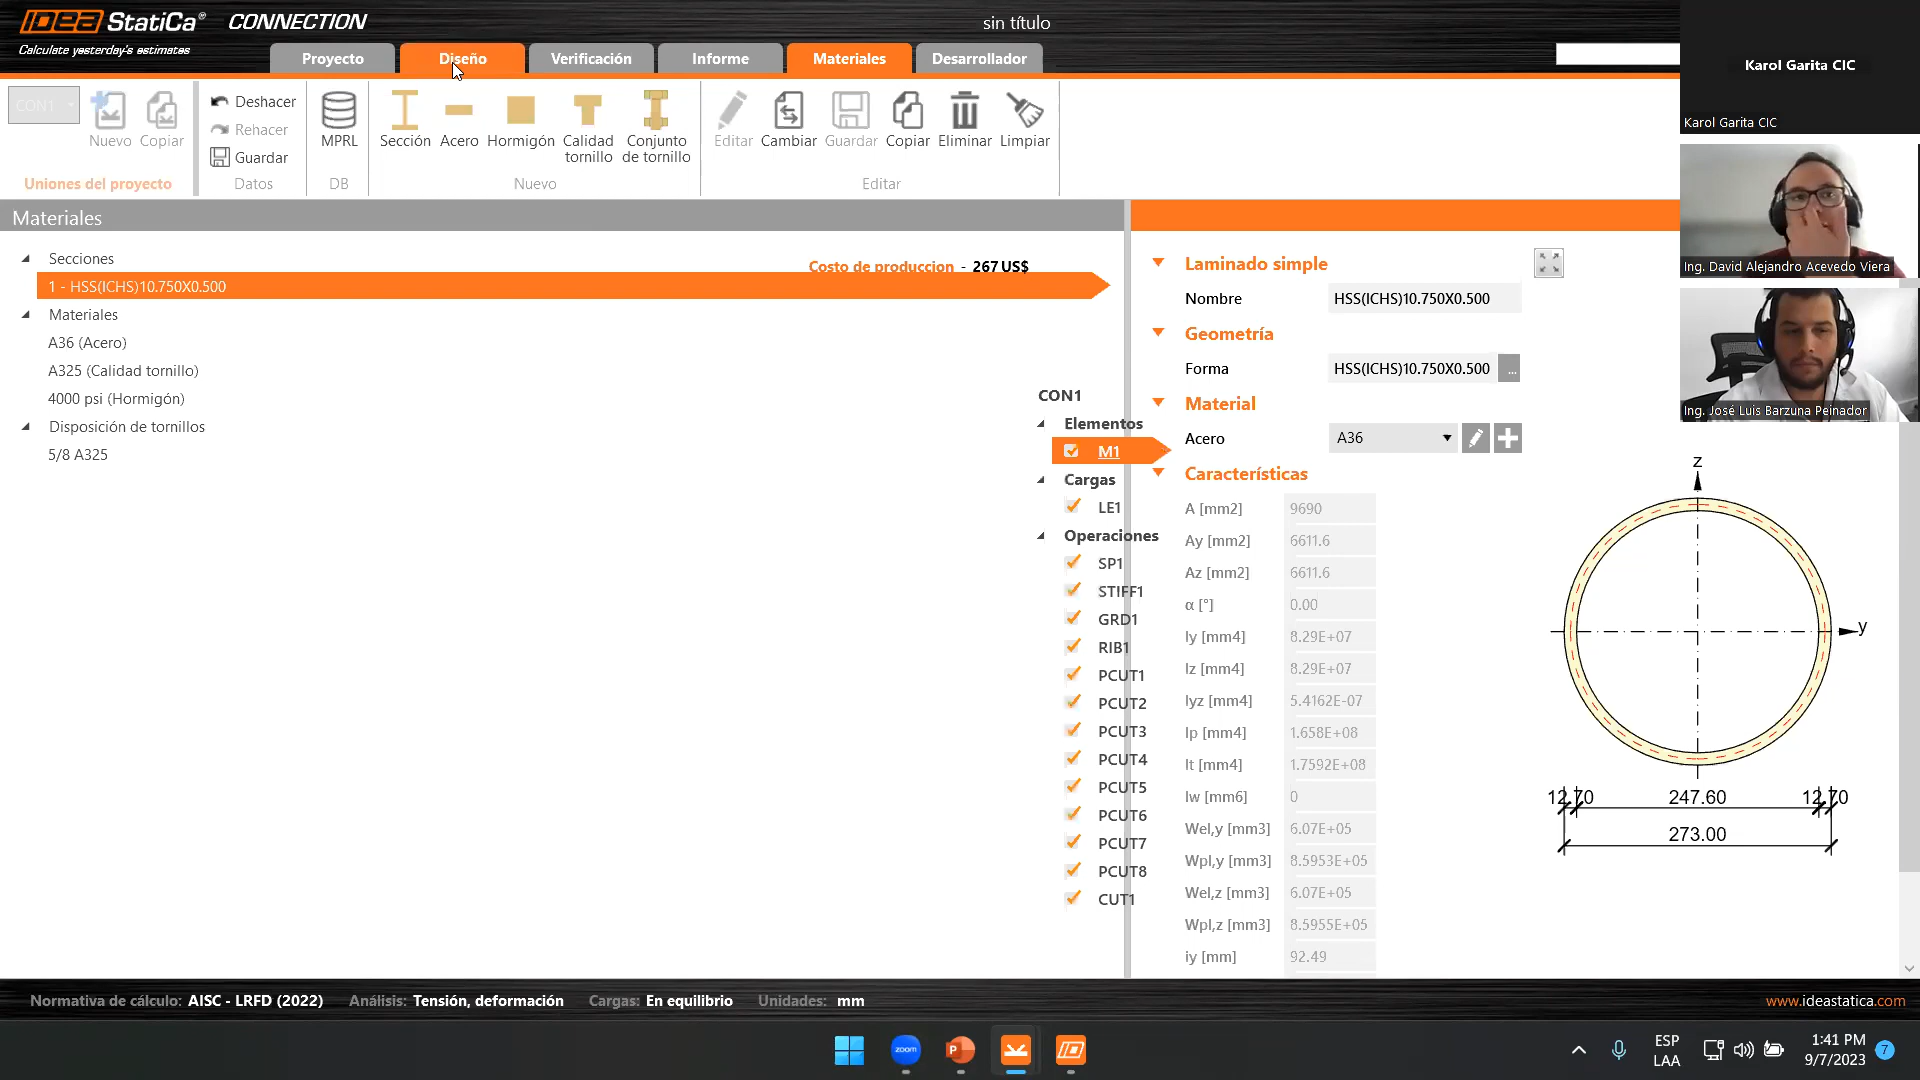 IDEA StatiCa® CONNECTION
Calculate yesterday's estimates
sin título
Proyecto Diseño Verificación Informe Materiales Desarrollador
CON1
Nuevo Copiar
Deshacer
Rehacer
Guardar
MPRL
Sección Acero Hormigón Calidad tornillo Conjunto de tornillo
Editar Cambiar Guardar Copiar Eliminar Limpiar
Uniones del proyecto Datos DB Nuevo Editar
Karol Garita CIC
Karol Garita CIC
Ing. David Alejandro Acevedo Viera
Ing. José Luis Barzuna Peinador
Materiales
Secciones
1 - HSS(ICHS)10.750X0.500
Materiales
A36 (Acero)
A325 (Calidad tornillo)
4000 psi (Hormigón)
Disposición de tornillos
5/8 A325
Costo de produccion - 267 US$
CON1
Elementos
M1
Cargas
LE1
Operaciones
SP1
STIFF1
GRD1
RIB1
PCUT1
PCUT2
PCUT3
PCUT4
PCUT5
PCUT6
PCUT7
PCUT8
CUT1
Laminado simple
Nombre HSS(ICHS)10.750X0.500
Geometría
Forma HSS(ICHS)10.750X0.500 ...
Material
Acero A36
Características
A [mm2] 9690
Ay [mm2] 6611.6
Az [mm2] 6611.6
α [°] 0.00
Iy [mm4] 8.29E+07
Iz [mm4] 8.29E+07
Iyz [mm4] 5.4162E-07
Ip [mm4] 1.658E+08
It [mm4] 1.7592E+08
Iw [mm6] 0
Wel,y [mm3] 6.07E+05
Wpl,y [mm3] 8.5953E+05
Wel,z [mm3] 6.07E+05
Wpl,z [mm3] 8.5955E+05
iy [mm] 92.49
z
y
12.70 247.60 12.70
273.00
Normativa de cálculo: AISC - LRFD (2022) Análisis: Tensión, deformación Cargas: En equilibrio Unidades: mm
www.ideastatica.com
zoom
ESP
LAA
1:41 PM
9/7/2023
7